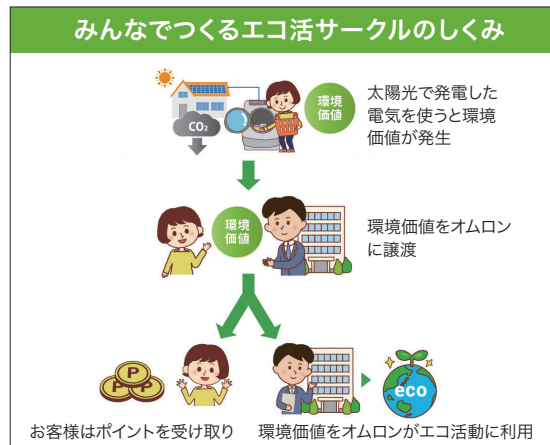 みんなでつくるエコ活サークルのしくみ
環境
価値
CO2
太陽光で発電した
電気を使うと環境
価値が発生
環境
価値
環境価値をオムロン
に譲渡
P
P
P
eco
お客様はポイントを受け取り
環境価値をオムロンがエコ活動に利用